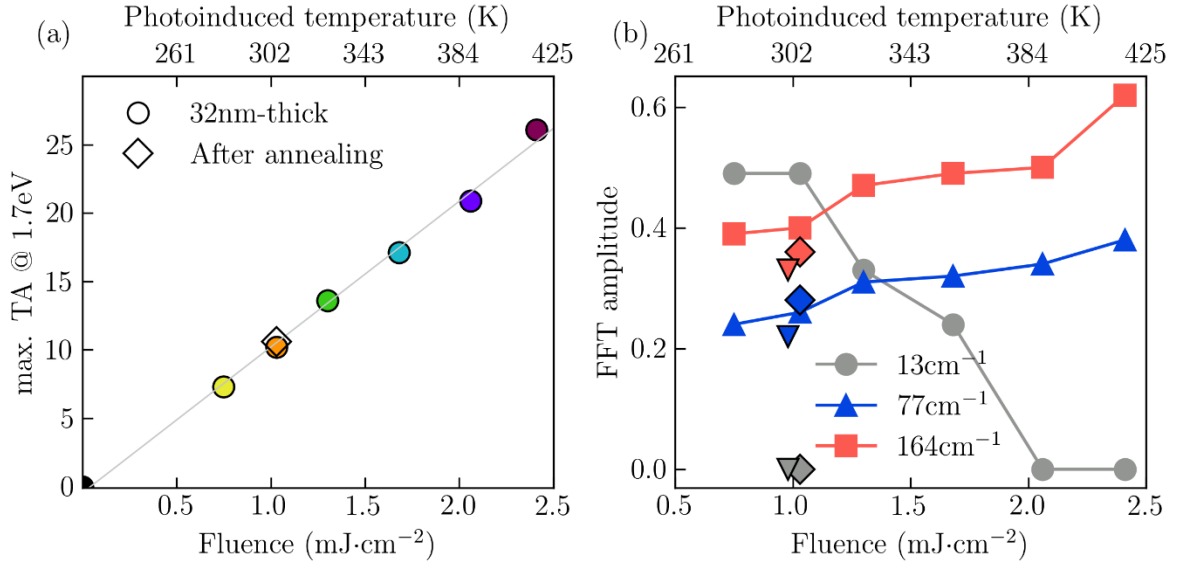 Photoinduced temperature (K)
(a)
261 302 343 384 425
32nm-thick
After annealing
max. TA @ 1.7eV
25
20
15
10
5
0
0.5 1.0 1.5 2.0 2.5
Fluence (mJ·cm⁻²)
Photoinduced temperature (K)
(b)
261 302 343 384 425
FFT amplitude
0.6
0.4
0.2
0.0
13cm⁻¹
77cm⁻¹
164cm⁻¹
0.5 1.0 1.5 2.0 2.5
Fluence (mJ·cm⁻²)